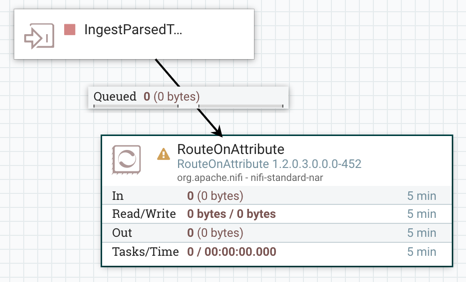 IngestParsedT...
Queued 0 (0 bytes)
RouteOnAttribute
RouteOnAttribute 1.2.0.3.0.0.0-452
org.apache.nifi - nifi-standard-nar
In 0 (0 bytes) 5 min
Read/Write 0 bytes / 0 bytes 5 min
Out 0 (0 bytes) 5 min
Tasks/Time 0 / 00:00:00.000 5 min